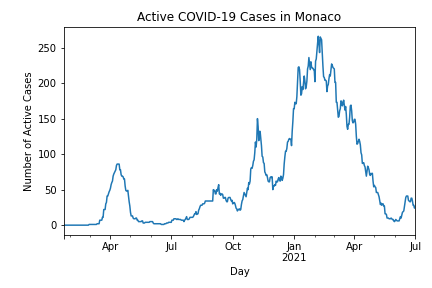 Active COVID-19 Cases in Monaco
Number of Active Cases
250
200
150
100
50
0
Apr Jul Oct Jan Apr Jul
2021
Day